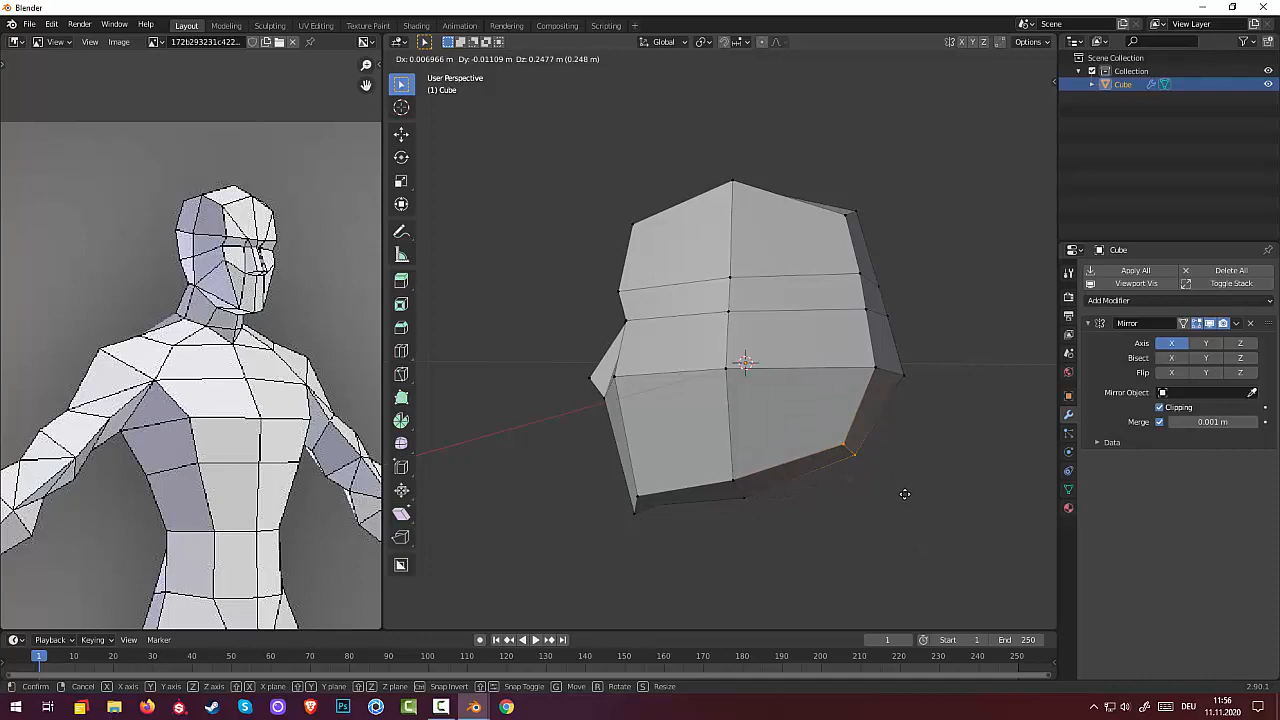 Blender
File Edit Render Window Help Layout Modeling Sculpting UV Editing Texture Paint Shading Animation Rendering Compositing Scripting + Scene View Layer
View View Image 172b293231c422... Global X Y Z Options
Dx: 0.006966 m Dy: -0.01109 m Dz: 0.2477 m (0.248 m)
User Perspective
(1) Cube
Scene Collection
Collection
Cube
Cube
Apply All Delete All
Viewport Vis Toggle Stack
Add Modifier
Mirror
Axis X Y Z
Bisect X Y Z
Flip X Y Z
Mirror Object
Clipping
Merge 0.001 m
Data
Playback Keying View Marker 1 Start 1 End 250
1 10 20 30 40 50 60 70 80 90 100 110 120 130 140 150 160 170 180 190 200 210 220 230 240 250
Confirm Cancel X X axis Y Y axis Z Z axis X X plane Y Y plane Z Z plane Snap Invert Snap Toggle G Move R Rotate S Resize 2.90.1
DEU 11:56
11.11.2020